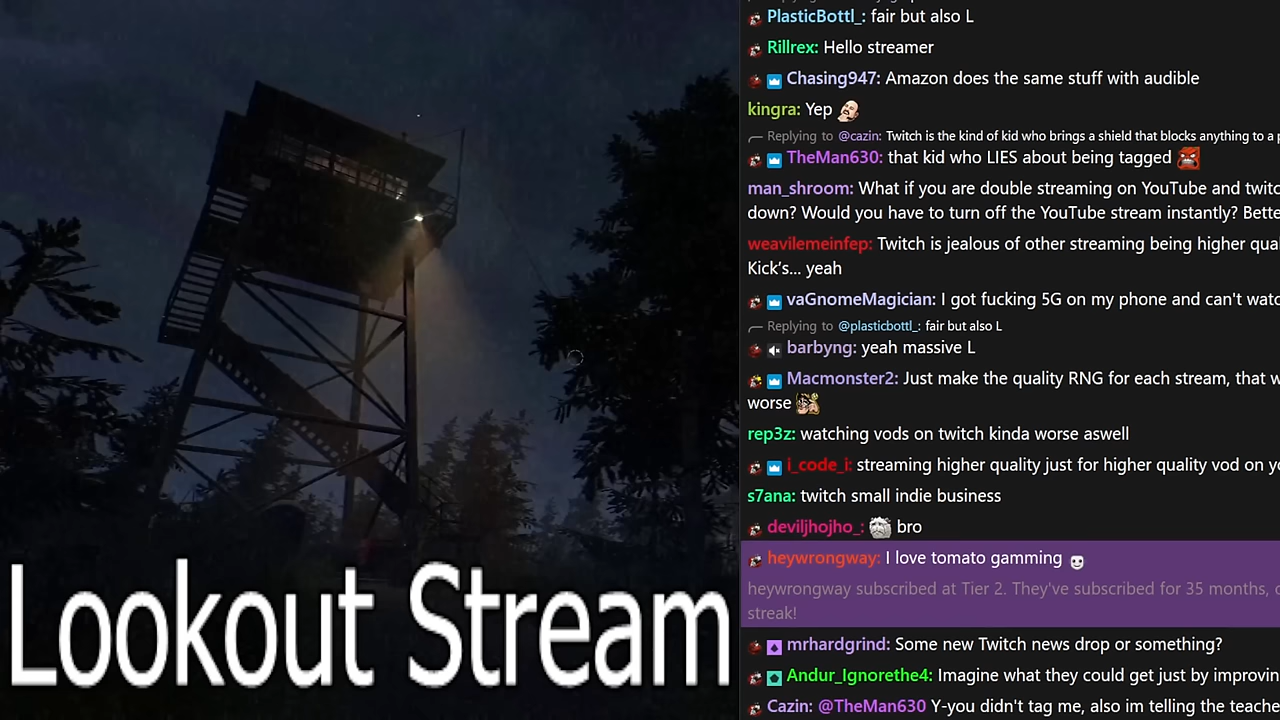 PlasticBottl_: fair but also L
Rillrex: Hello streamer
Chasing947: Amazon does the same stuff with audible
kingra: Yep
Replying to @cazin: Twitch is the kind of kid who brings a shield that blocks anything to a
TheMan630: that kid who LIES about being tagged
man_shroom: What if you are double streaming on YouTube and
down? Would you have to turn off the YouTube stream instantly?
weavilemeinfep: Twitch is jealous of other streaming being higher
Kick's... yeah
vaGnomeMagician: I got fucking 5G on my phone and can't
Replying to @plasticbottl_: fair but also L
barbyng: yeah massive L
Macmonster2: Just make the quality RNG for each stream, that
worse
rep3z: watching vods on twitch kinda worse aswell
i_code_i: streaming higher quality just for higher quality vod on
s7ana: twitch small indie business
deviljhojho_: bro
heywrongway: I love tomato gamming
heywrongway subscribed at Tier 2. They've subscribed for 35 months,
streak!
mrhardgrind: Some new Twitch news drop or something?
Andur_Ignorethe4: Imagine what they could get just by
Cazin: @TheMan630 Y-you didn't tag me, also im telling the
Lookout Stream